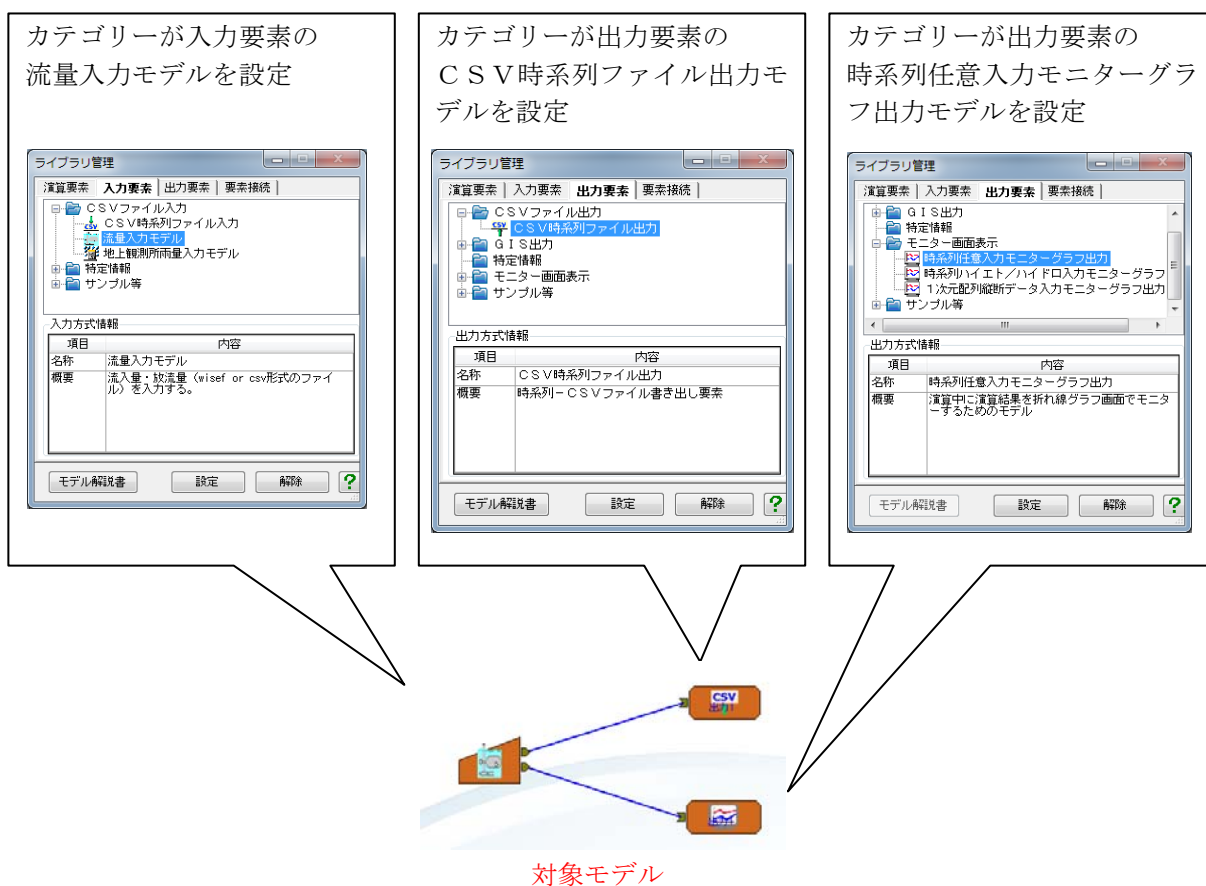 カテゴリーが入力要素の
流量入力モデルを設定
ライブラリ管理
演算要素 入力要素 出力要素 要素接続
CSVファイル入力
CSV時系列ファイル入力
流量入力モデル
地上観測所雨量入力モデル
特定情報
サンプル等
入力方式情報
項目 内容
名称 流量入力モデル
概要 流入量・放流量（wisef or csv形式のファイ
ル）を入力する。
モデル解説書 設定 解除 ?
カテゴリーが出力要素の
ＣＳＶ時系列ファイル出力モ
デルを設定
ライブラリ管理
演算要素 入力要素 出力要素 要素接続
CSVファイル出力
CSV時系列ファイル出力
GIS出力
特定情報
モニター画面表示
サンプル等
出力方式情報
項目 内容
名称 CSV時系列ファイル出力
概要 時系列－CSVファイル書き出し要素
モデル解説書 設定 解除 ?
カテゴリーが出力要素の
時系列任意入力モニターグラ
フ出力モデルを設定
ライブラリ管理
演算要素 入力要素 出力要素 要素接続
GIS出力
特定情報
モニター画面表示
時系列任意入力モニターグラフ出力
時系列ハイエト／ハイドロ入力モニターグラフ
1次元配列縦断データ入力モニターグラフ出力
サンプル等
出力方式情報
項目 内容
名称 時系列任意入力モニターグラフ出力
概要 演算中に演算結果を折れ線グラフ画面でモニタ
ーするためのモデル
モデル解説書 設定 解除 ?
CSV
出力1
対象モデル